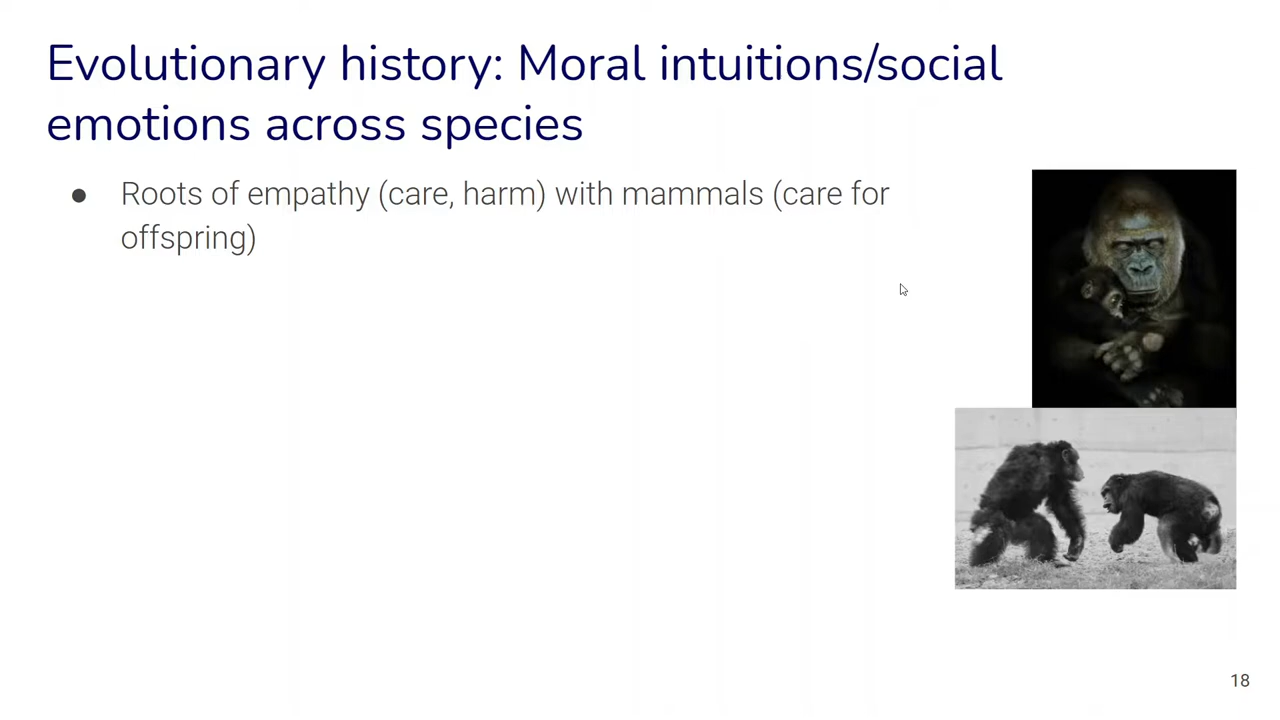 Evolutionary history: Moral intuitions/social
emotions across species
● Roots of empathy (care, harm) with mammals (care for
offspring)
18